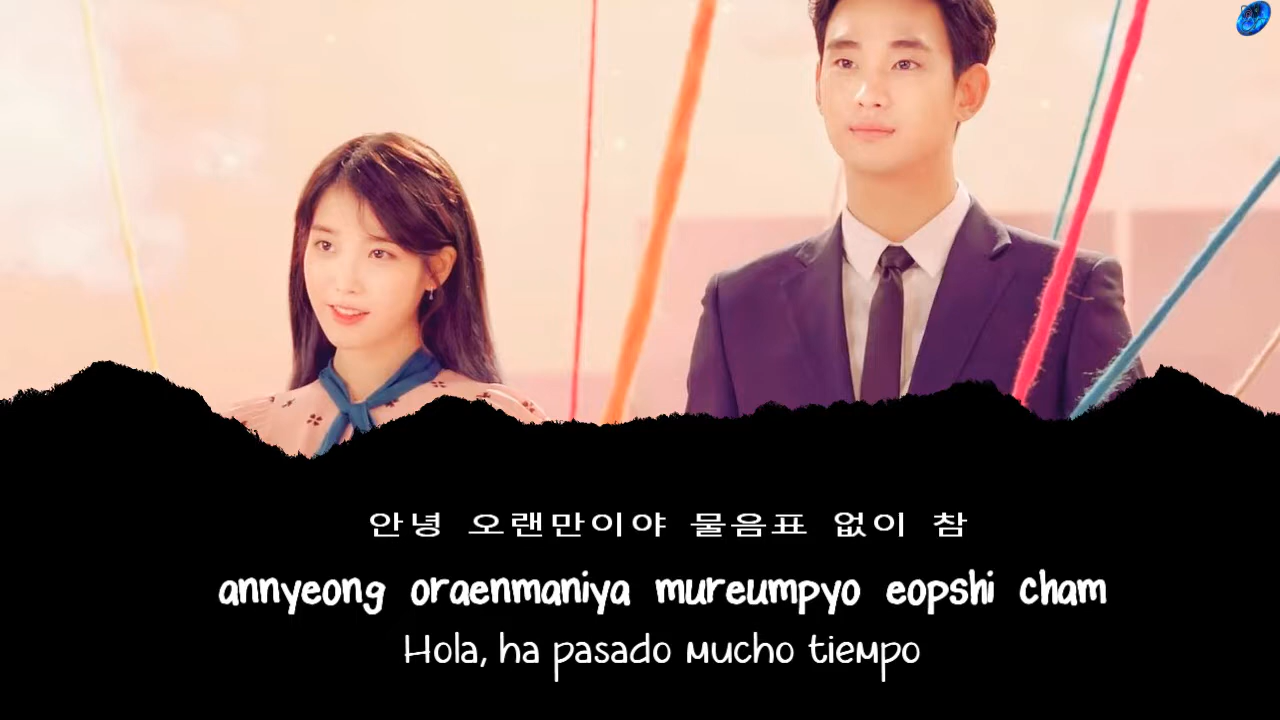 안녕 오랜만이야 물음표 없이 참
annyeong oraenmaniya mureumpyo eopshi cham
Hola, ha pasado mucho tiempo